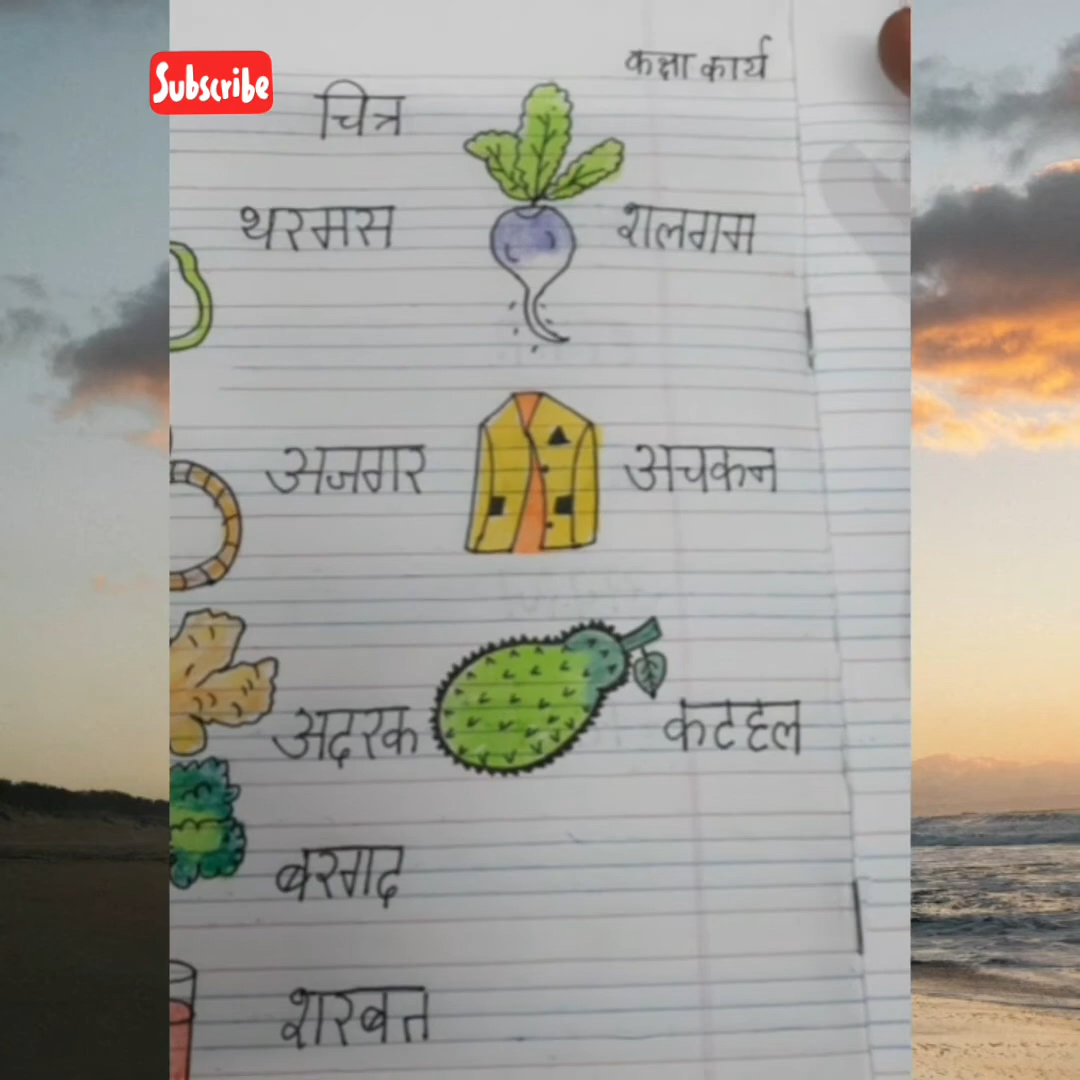 Subscribe
कक्षा कार्य
चित्र
थरमस
शलगम
अजगर
अचकन
अदरक
कटहल
बरगद
शरबत